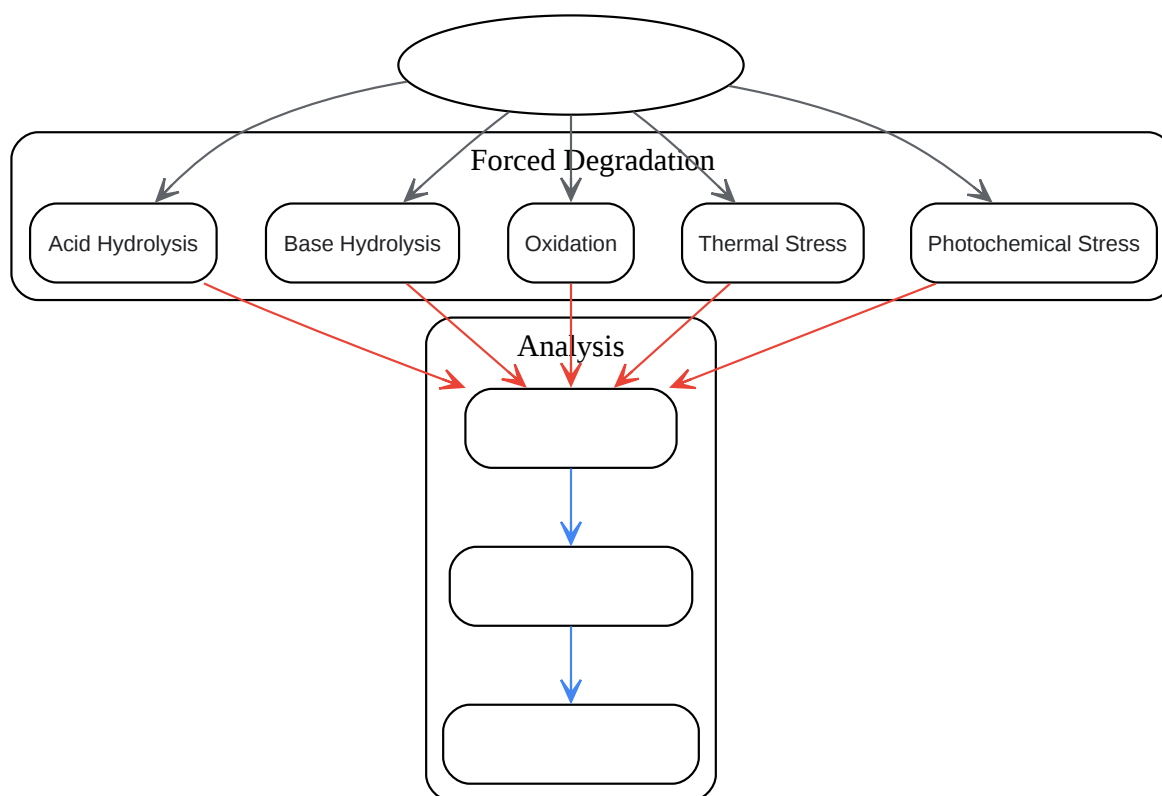 Forced Degradation
Acid Hydrolysis
Base Hydrolysis
Oxidation
Thermal Stress
Photochemical Stress
Analysis